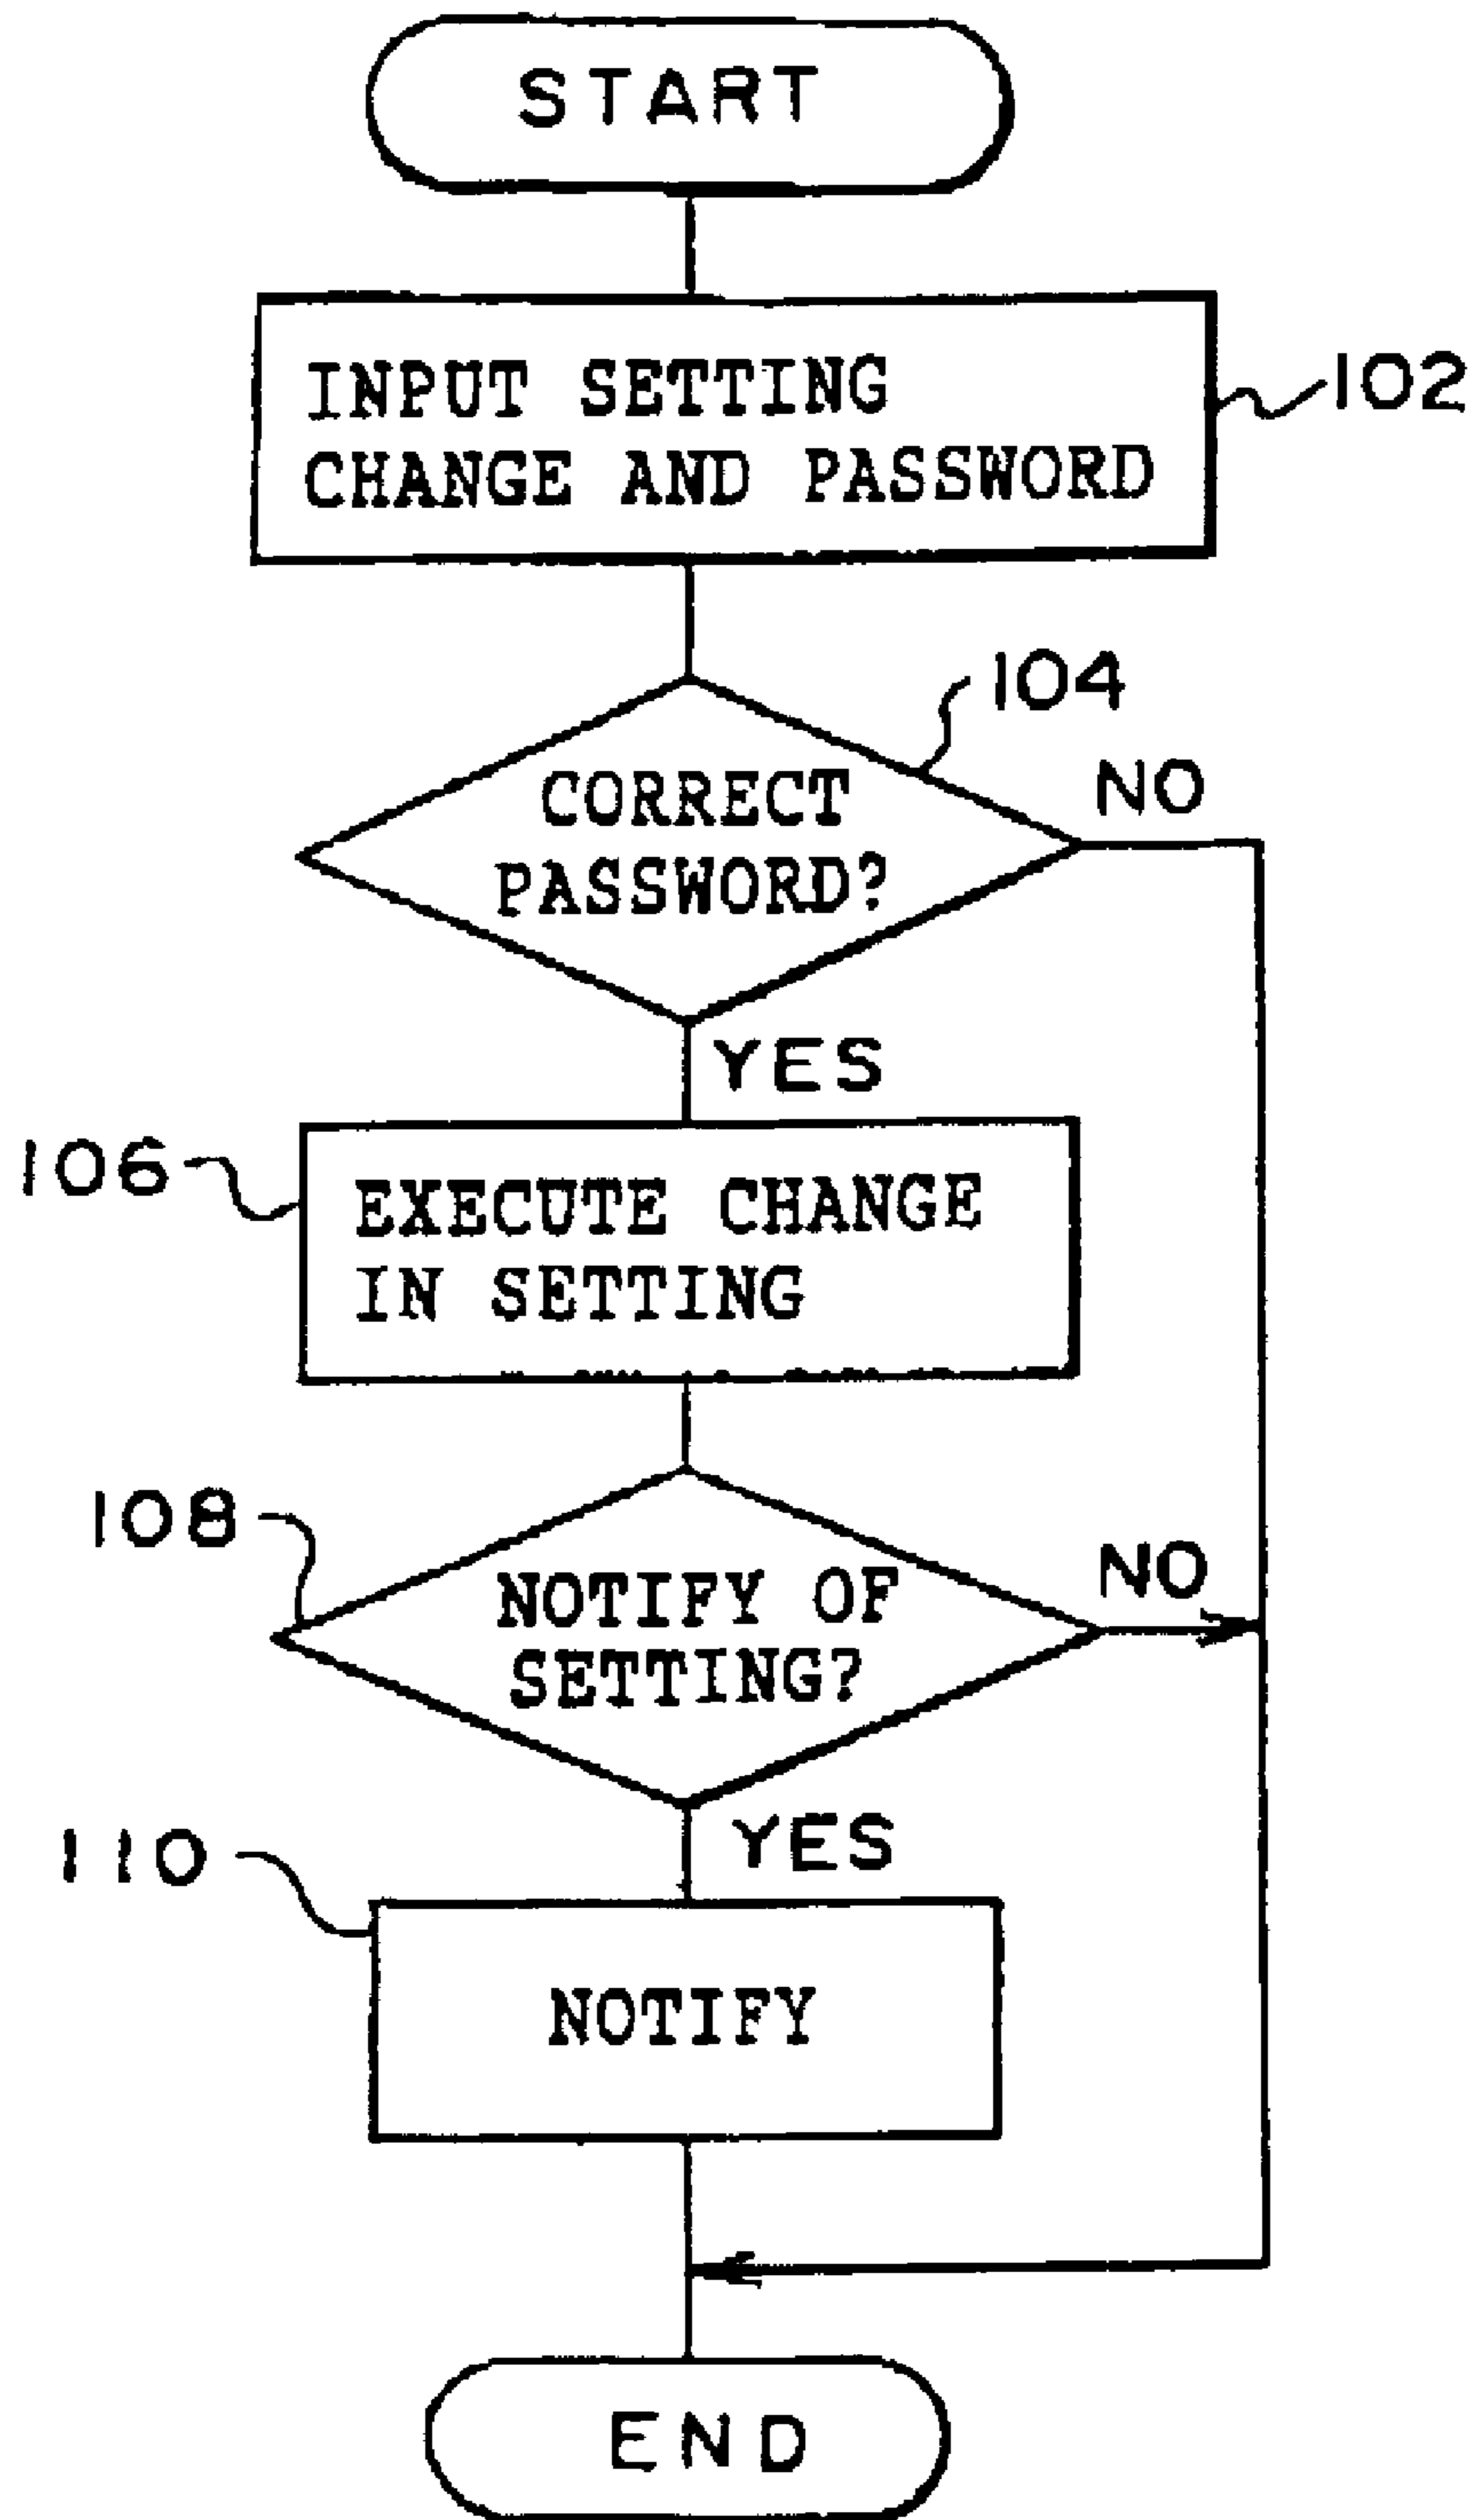 START
INPUT SETTING
CHANGE AND PASSWORD
102
104
CORRECT
PASSWORD?
NO
YES
106
EXECUTE CHANGE
IN SETTING
108
NOTIFY OF
SETTING?
NO
YES
110
NOTIFY
END